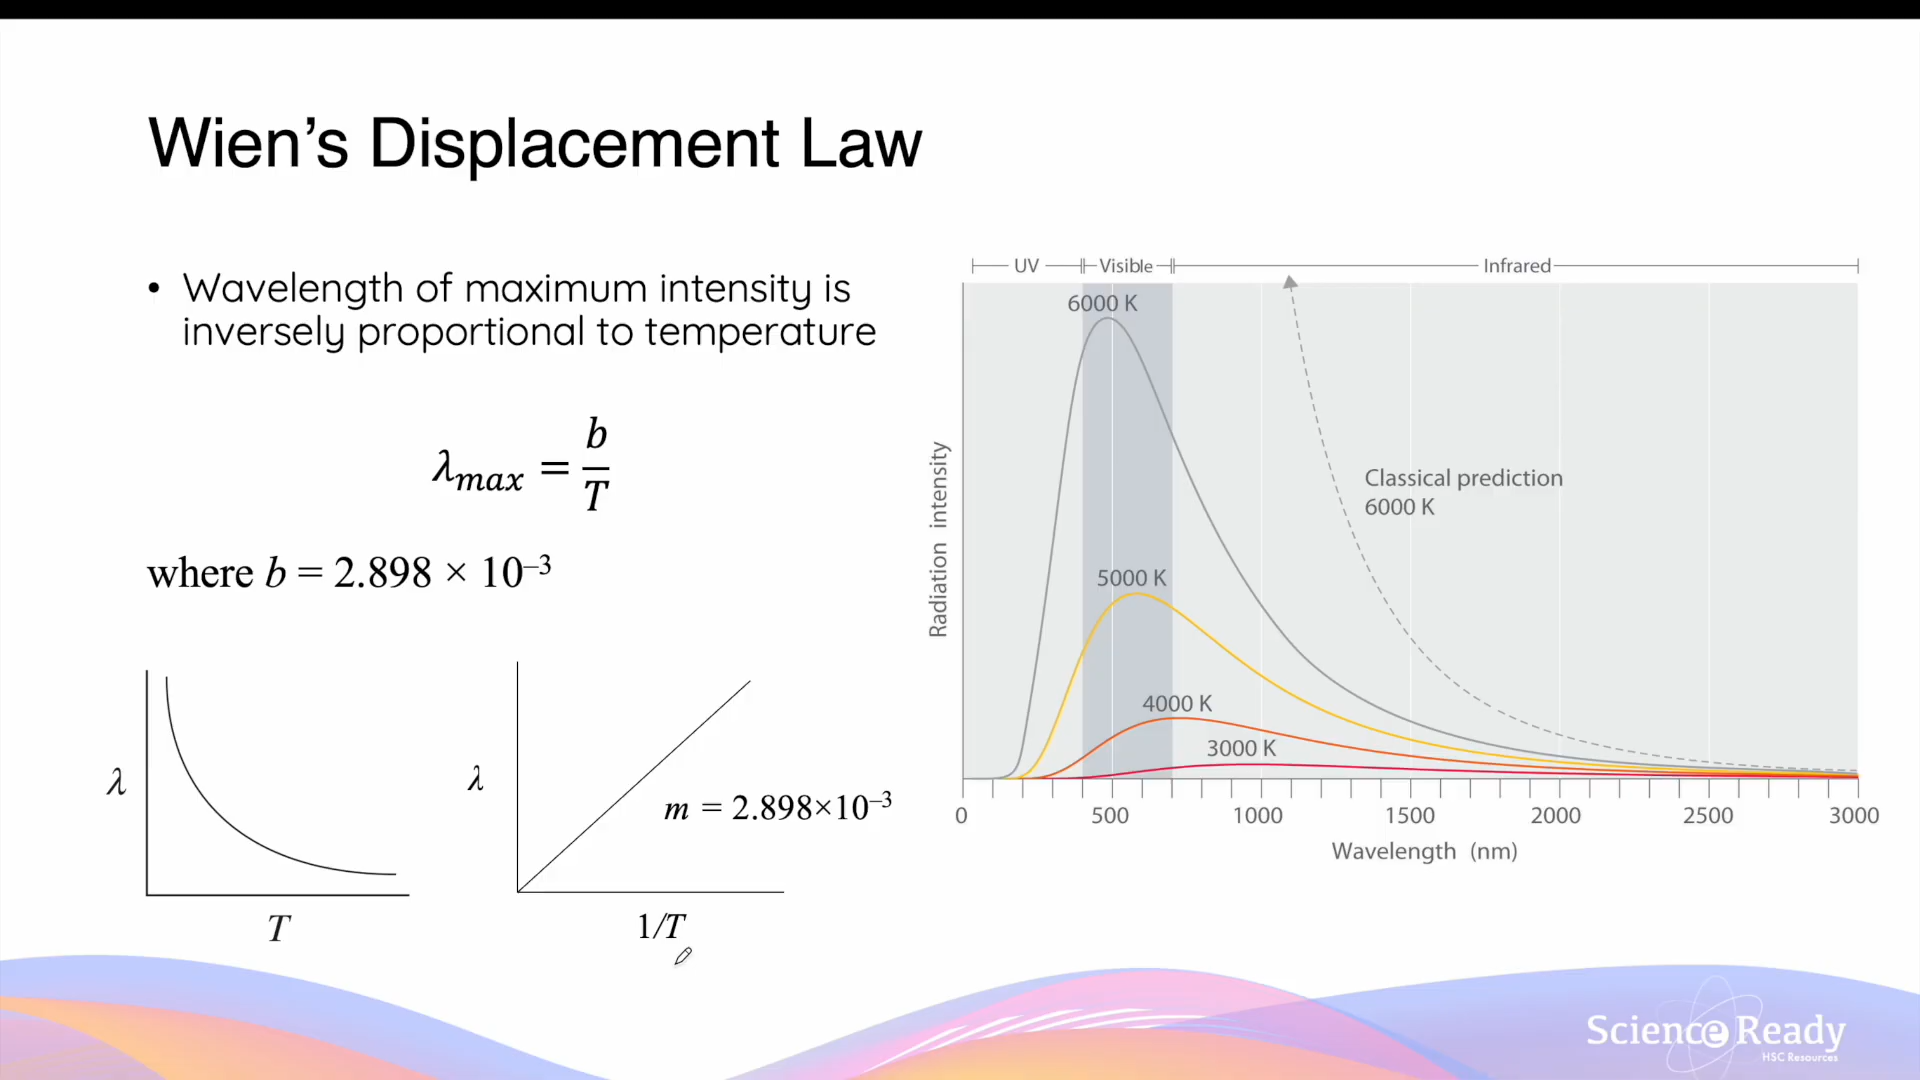 Wien’s Displacement Law
• Wavelength of maximum intensity is
inversely proportional to temperature
λmax = b/T
where b = 2.898 × 10⁻³
λ
T
λ
m = 2.898×10⁻³
1/T
UV
Visible
Infrared
6000 K
Classical prediction
6000 K
5000 K
4000 K
3000 K
Radiation intensity
0 500 1000 1500 2000 2500 3000
Wavelength (nm)
Science Ready
HSC Resources